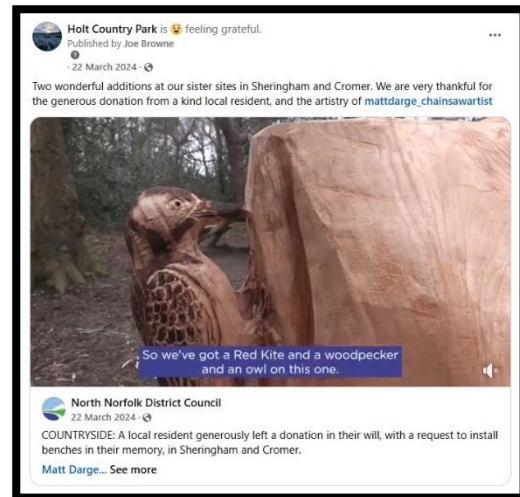 Holt Country Park is 😮 feeling grateful.
Published by Joe Browne
· 22 March 2024 ·
Two wonderful additions at our sister sites in Sheringham and Cromer. We are very thankful for
the generous donation from a kind local resident, and the artistry of mattdarge_chainsawartist
So we've got a Red Kite and a woodpecker
and an owl on this one.
North Norfolk District Council
22 March 2024 ·
COUNTRYSIDE: A local resident generously left a donation in their will, with a request to install
benches in their memory, in Sheringham and Cromer.
Matt Darge... See more